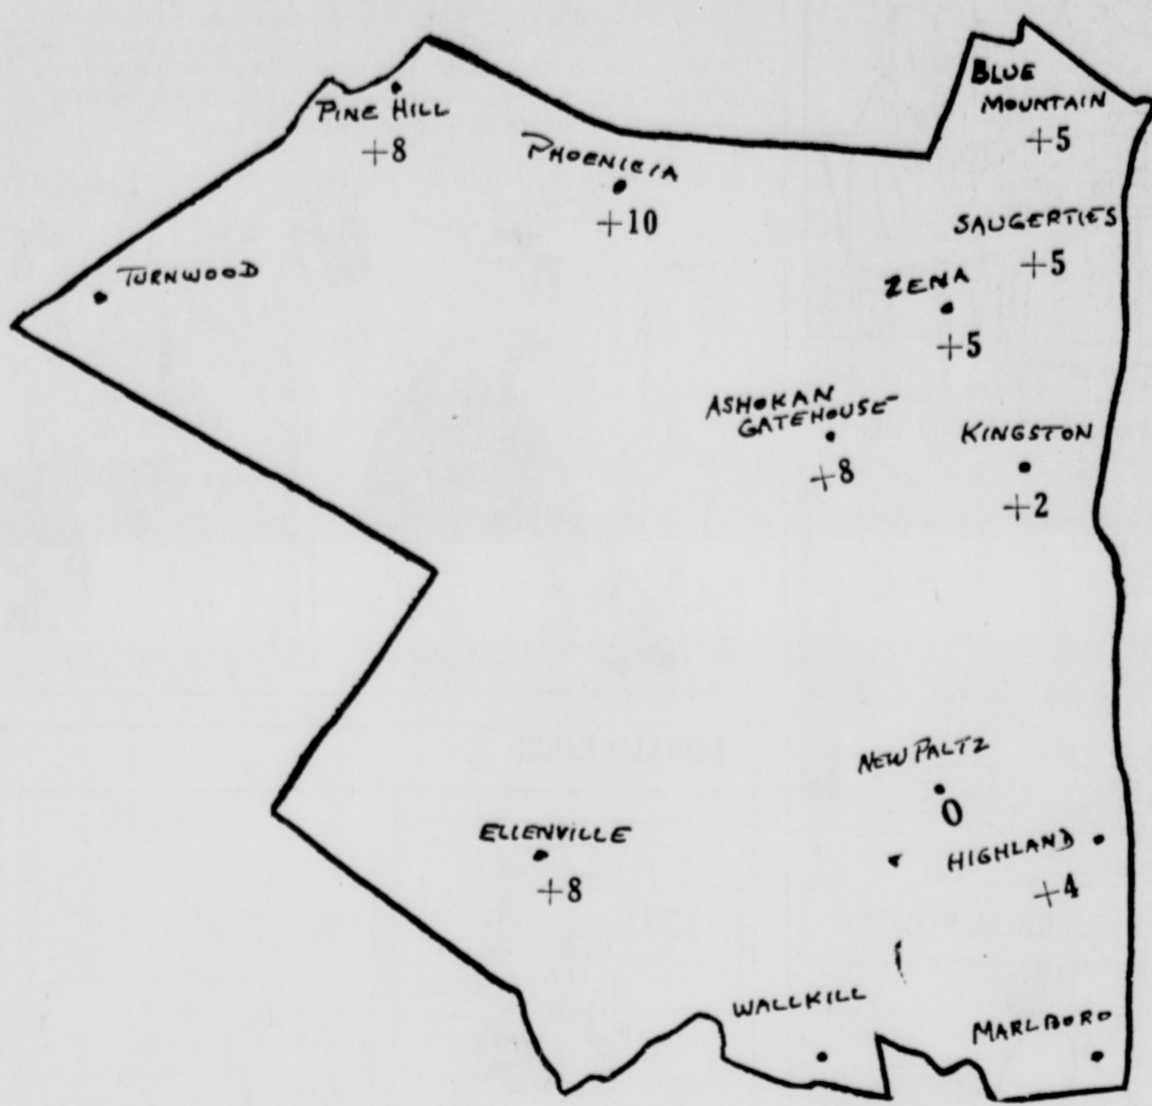 BLUE
MOUNTAIN
+5
PINE HILL
+8
PHOENICIA
+10
SAUGERTIES
+5
TURNWOOD
ZENA
+5
ASHOKAN
GATEHOUSE
+8
KINGSTON
+2
NEW PALTZ
0
ELLENVILLE
+8
HIGHLAND
+4
WALLKILL
MARLBORO